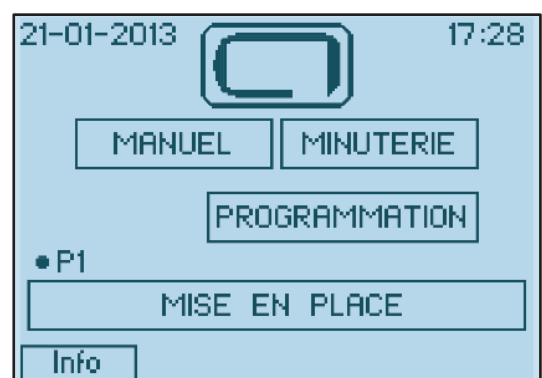 21-01-2013 17:28
MANUEL MINUTERIE
PROGRAMMATION
• P1
MISE EN PLACE
Info